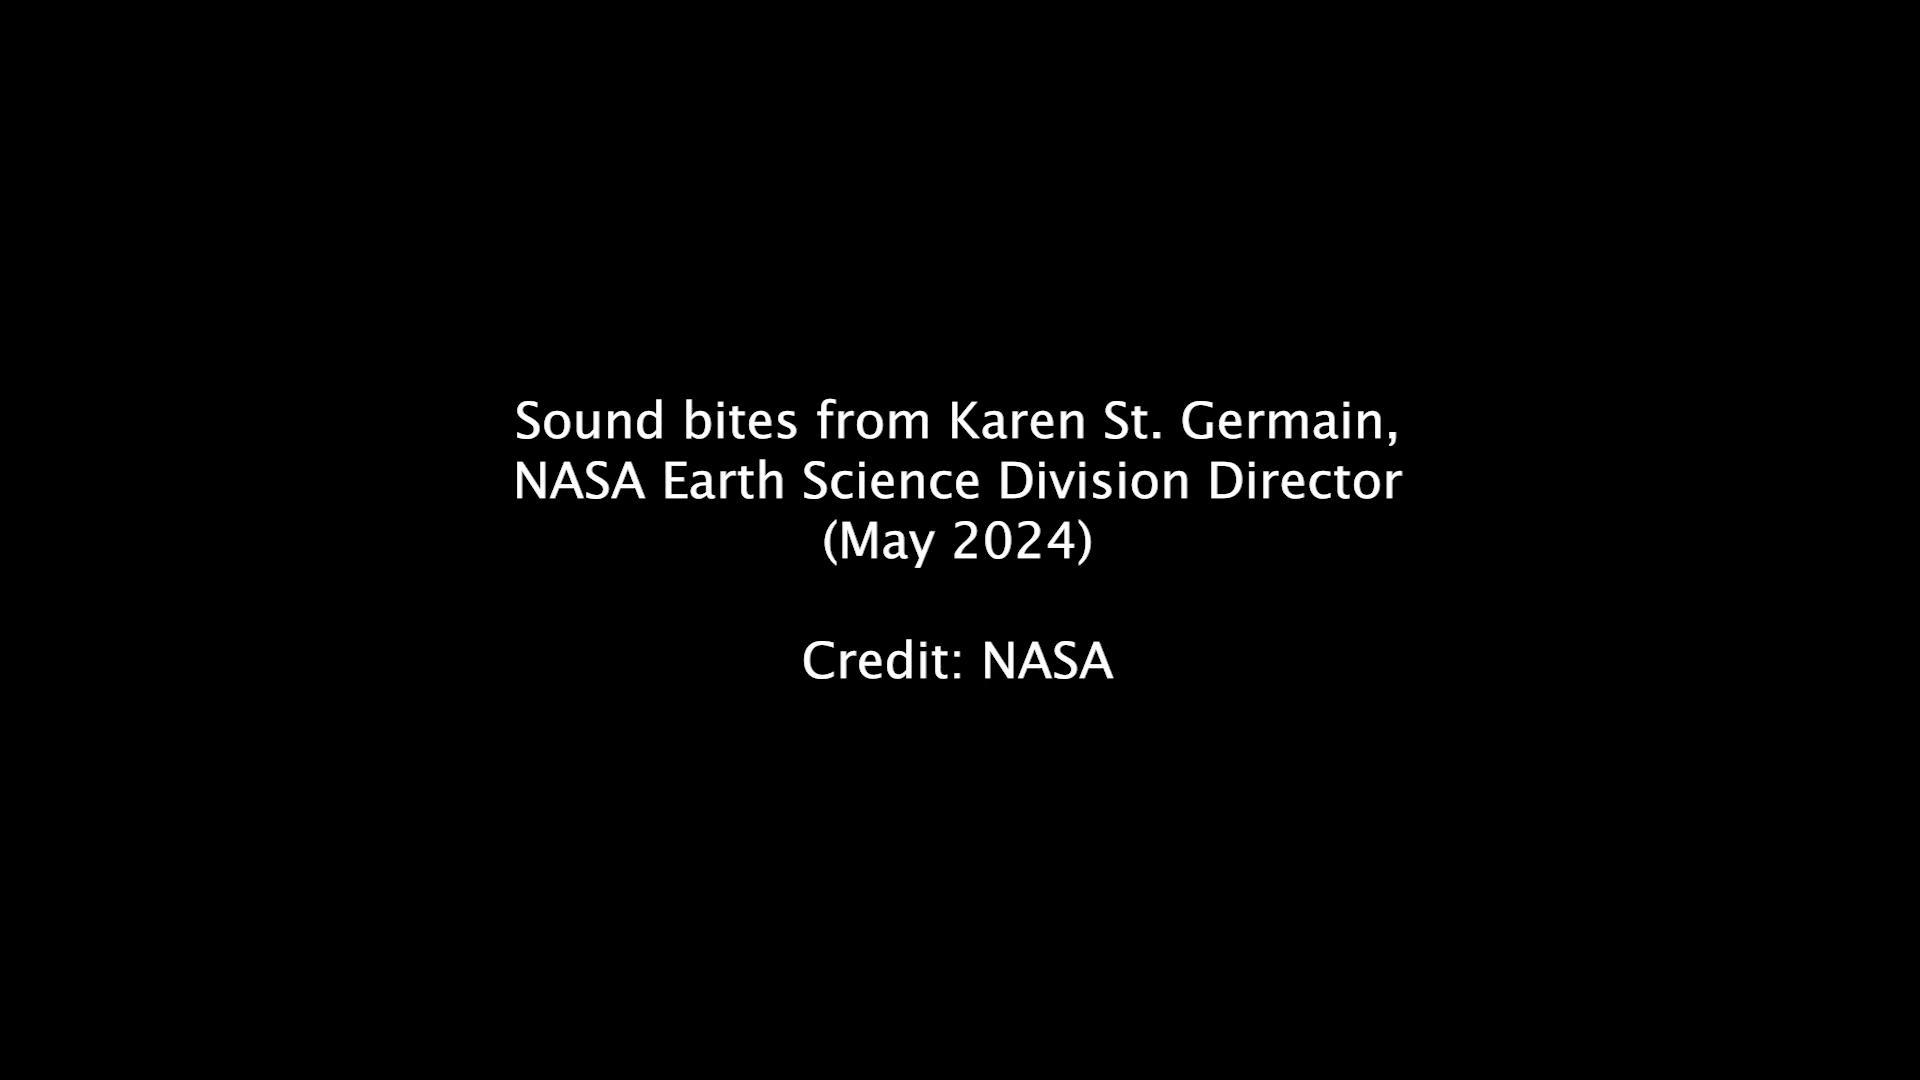 Sound bites from Karen St. Germain,
NASA Earth Science Division Director
(May 2024)
Credit: NASA